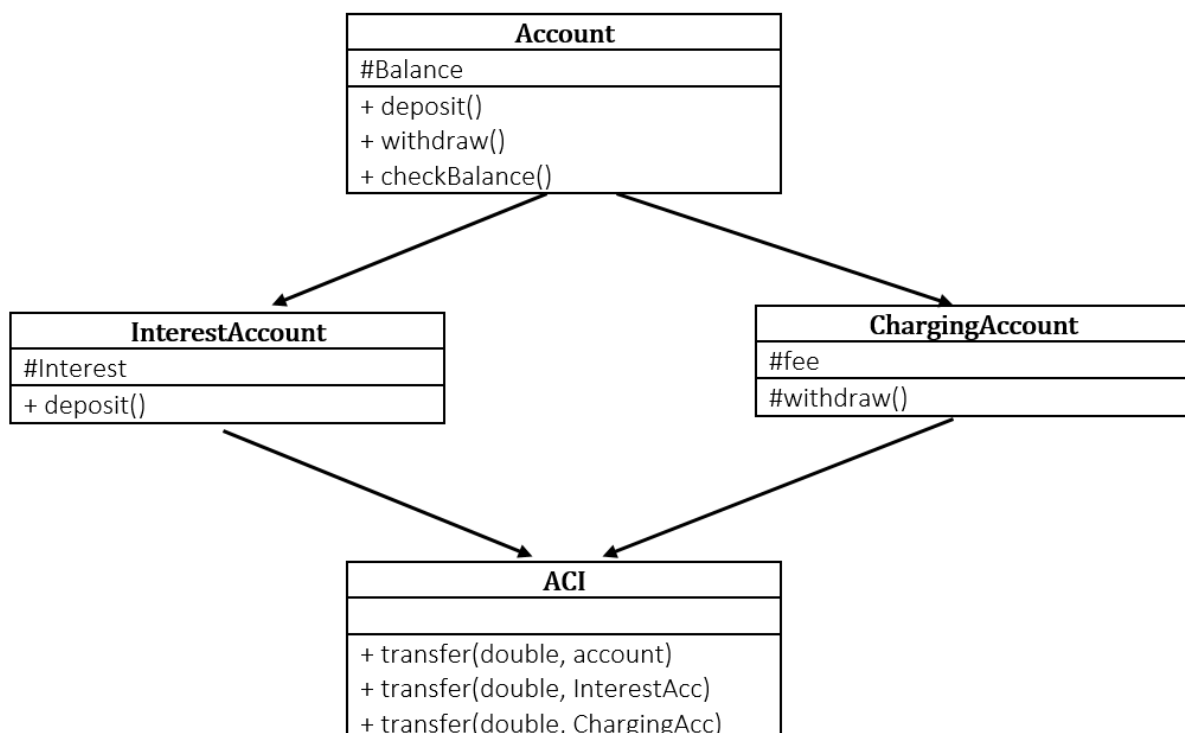 Account
#Balance
+ deposit()
+ withdraw()
+ checkBalance()
InterestAccount
#Interest
+ deposit()
ChargingAccount
#fee
#withdraw()
ACI
+ transfer(double, account)
+ transfer(double, InterestAcc)
+ transfer(double, ChargingAcc)